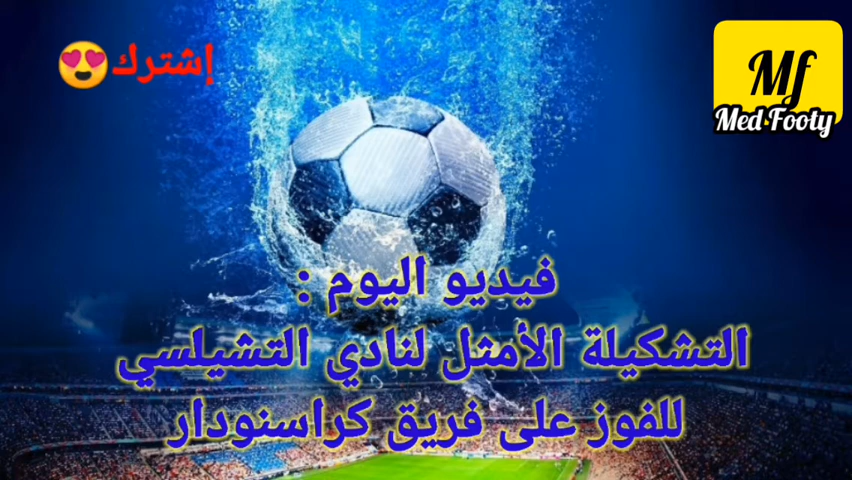 إشترك😍
Mf
Med Footy
فيديو اليوم :
التشكيلة الأمثل لنادي التشيلسي
للفوز على فريق كراسنودار